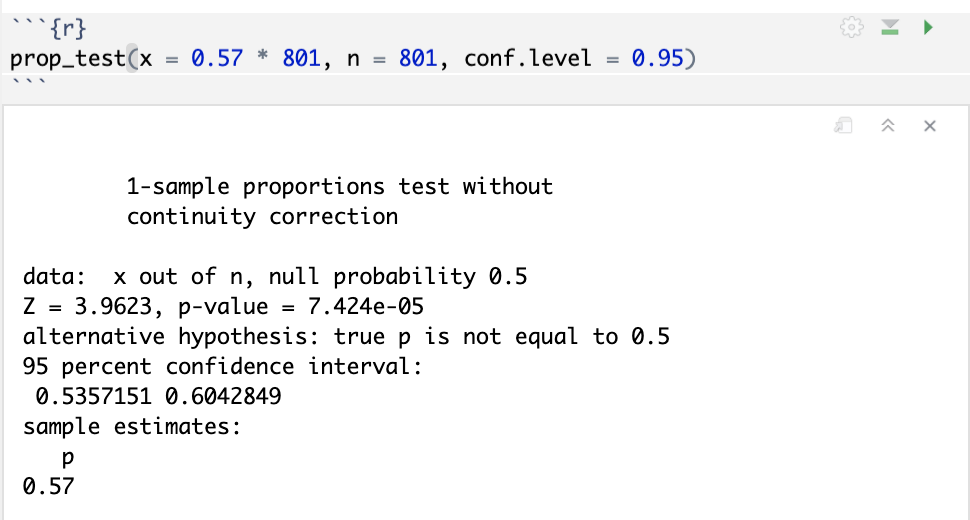 ```{r}
prop_test(x = 0.57 * 801, n = 801, conf.level = 0.95)
```
1-sample proportions test without
continuity correction
data:  x out of n, null probability 0.5
Z = 3.9623, p-value = 7.424e-05
alternative hypothesis: true p is not equal to 0.5
95 percent confidence interval:
0.5357151 0.6042849
sample estimates:
p
0.57